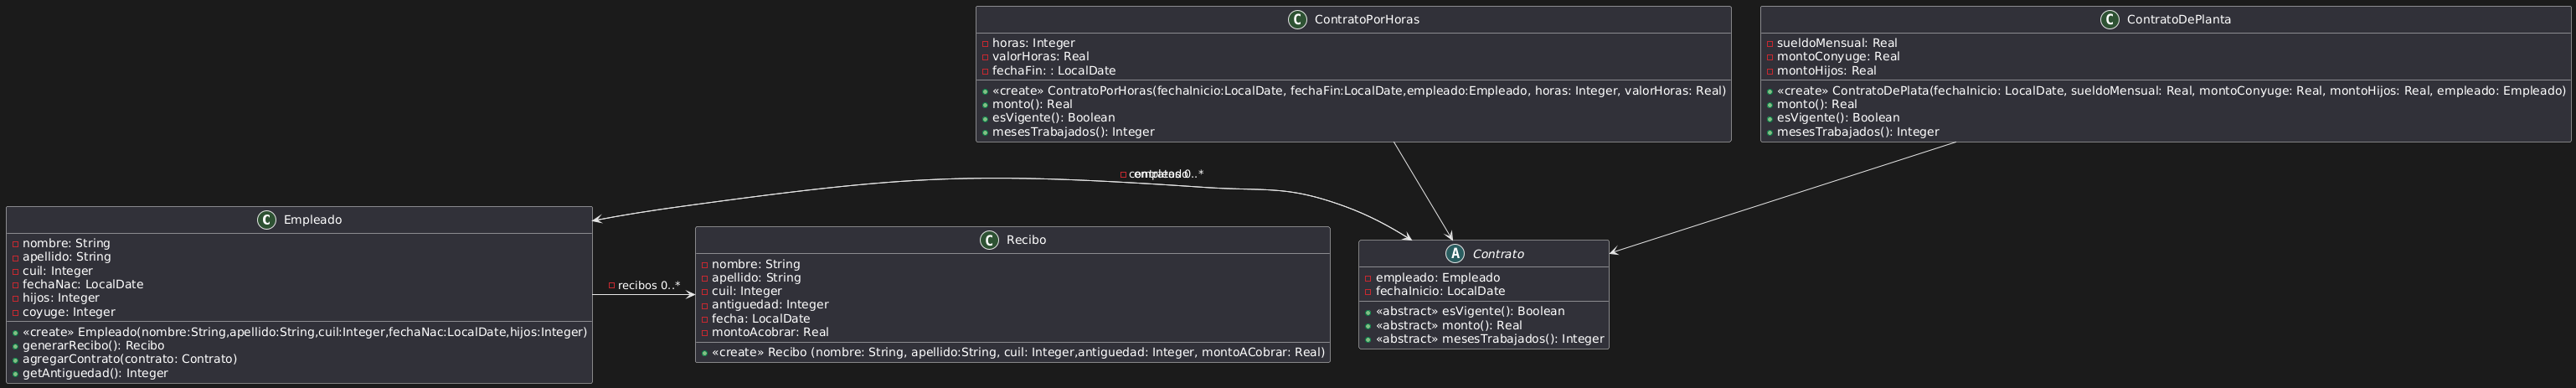 C ContratoPorHoras
horas: Integer
valorHoras: Real
fechaFin: : LocalDate
«create» ContratoPorHoras(fechaInicio:LocalDate, fechaFin:LocalDate,empleado:Empleado, horas: Integer, valorHoras: Real)
monto(): Real
esVigente(): Boolean
mesesTrabajados(): Integer
C ContratoDePlanta
sueldoMensual: Real
montoConyuge: Real
montoHijos: Real
«create» ContratoDePlata(fechaInicio: LocalDate, sueldoMensual: Real, montoConyuge: Real, montoHijos: Real, empleado: Empleado)
monto(): Real
esVigente(): Boolean
mesesTrabajados(): Integer
0..*
C Empleado
nombre: String
apellido: String
cuil: Integer
fechaNac: LocalDate
hijos: Integer
coyuge: Integer
«create» Empleado(nombre:String,apellido:String,cuil:Integer,fechaNac:LocalDate,hijos:Integer)
generarRecibo(): Recibo
agregarContrato(contrato: Contrato)
getAntiguedad(): Integer
recibos 0..*
C Recibo
nombre: String
apellido: String
cuil: Integer
antiguedad: Integer
fecha: LocalDate
montoAcobrar: Real
«create» Recibo (nombre: String, apellido:String, cuil: Integer,antiguedad: Integer, montoACobrar: Real)
A Contrato
empleado: Empleado
fechaInicio: LocalDate
«abstract» esVigente(): Boolean
«abstract» monto(): Real
«abstract» mesesTrabajados(): Integer